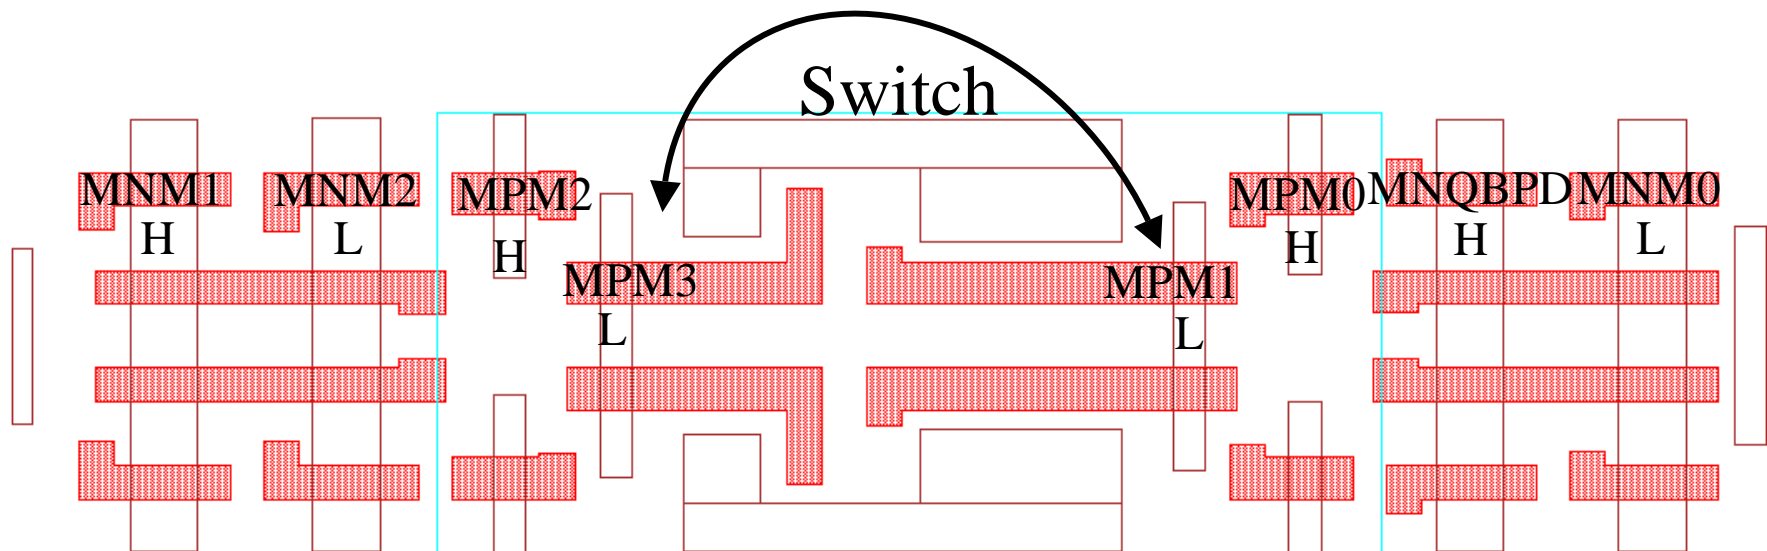 Switch
MNM1 MNM2 MPM2 MPM0 MNQBPD MNM0
H L H H H L
MPM3 MPM1
L L